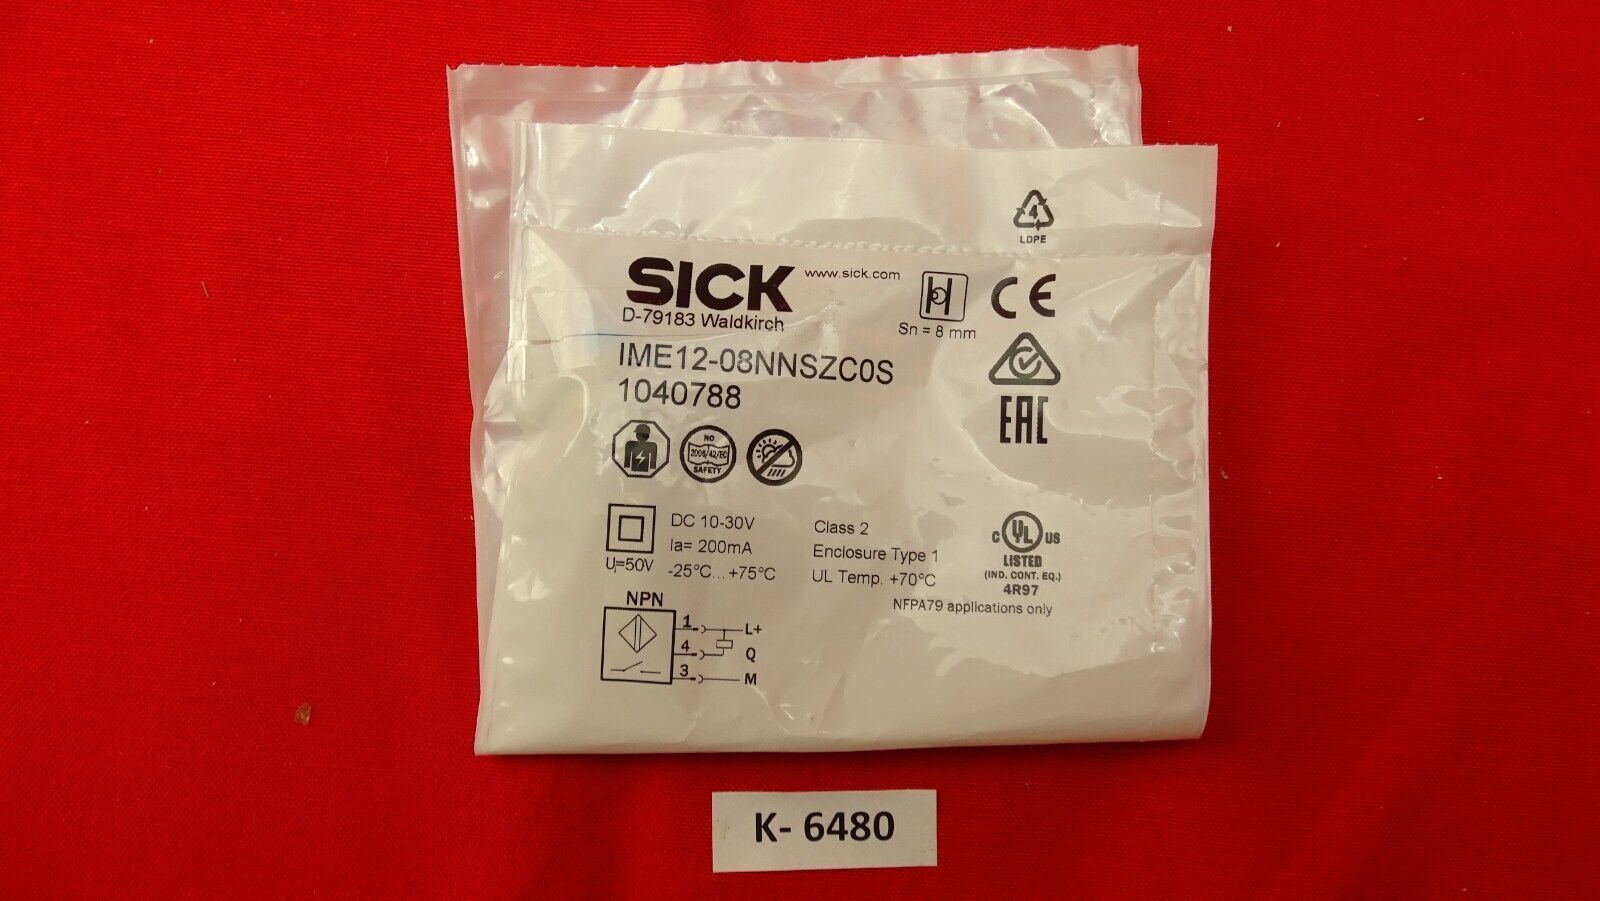 4
LDPE
SICK www.sick.com
D-79183 Waldkirch
Sn = 8 mm
CE
IME12-08NNSZC0S
1040788
EAC
NO
2006/42/EC
SAFETY
DC 10-30V
Ia= 200mA
Ui=50V -25°C... +75°C
Class 2
Enclosure Type 1
UL Temp. +70°C
C UL US
LISTED
(IND. CONT. EQ.)
4R97
NFPA79 applications only
NPN
1 L+
4 Q
3 M
K- 6480